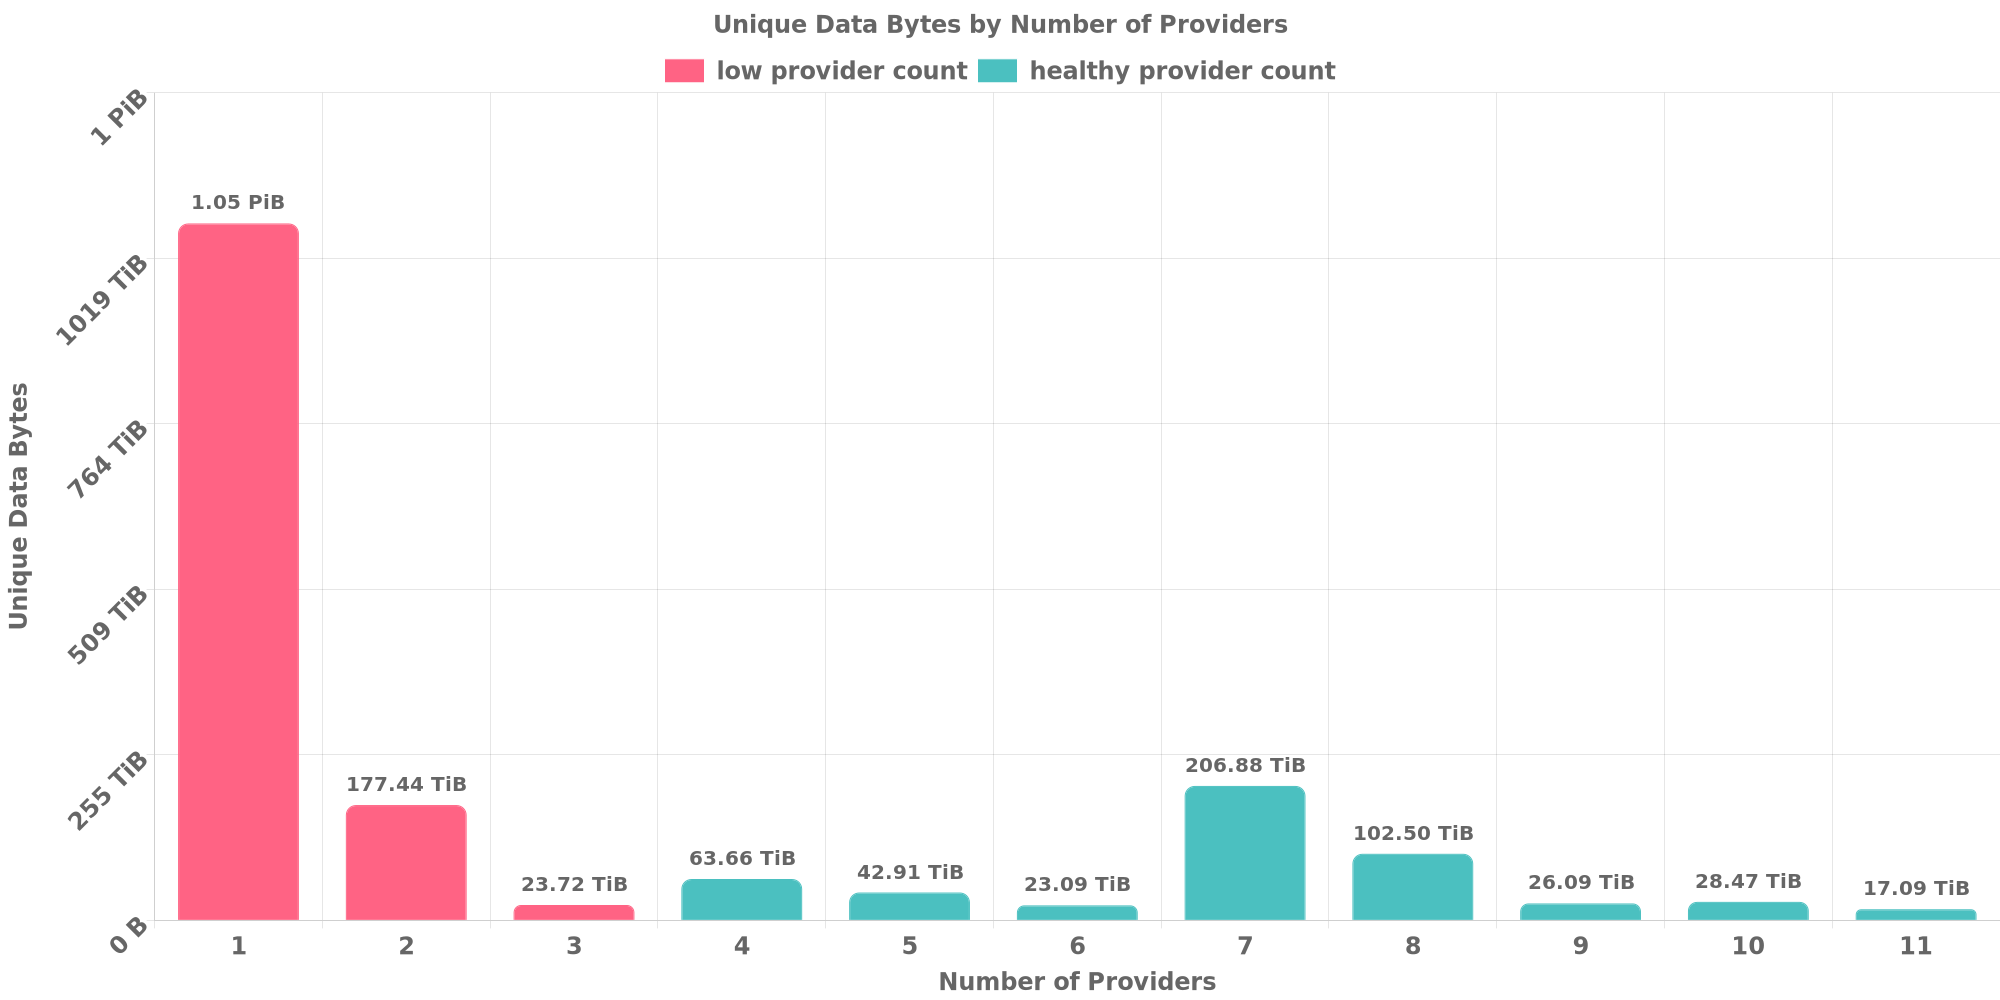 Unique Data Bytes by Number of Providers
low provider count healthy provider count
1 PiB
1019 TiB
764 TiB
509 TiB
255 TiB
0 B
Unique Data Bytes
1.05 PiB
177.44 TiB
23.72 TiB
63.66 TiB
42.91 TiB
23.09 TiB
206.88 TiB
102.50 TiB
26.09 TiB
28.47 TiB
17.09 TiB
1 2 3 4 5 6 7 8 9 10 11
Number of Providers